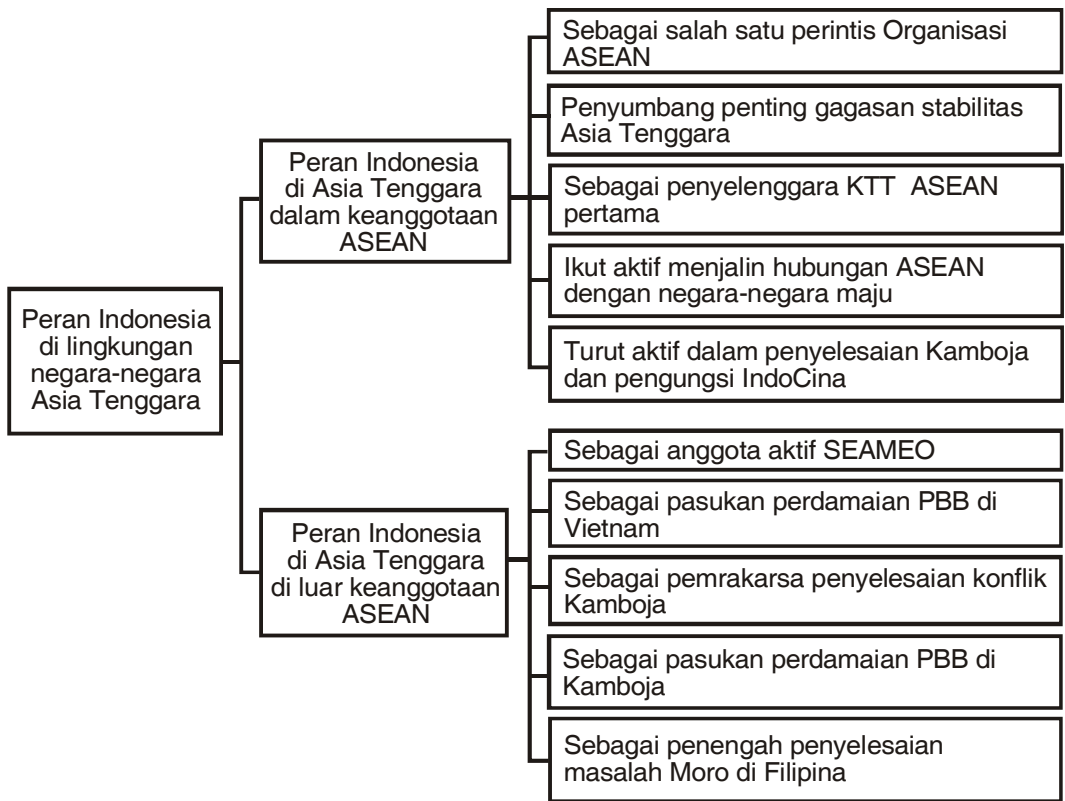 Peran Indonesia
di lingkungan
negara-negara
Asia Tenggara
Peran Indonesia
di Asia Tenggara
dalam keanggotaan
ASEAN
Sebagai salah satu perintis Organisasi
ASEAN
Penyumbang penting gagasan stabilitas
Asia Tenggara
Sebagai penyelenggara KTT ASEAN
pertama
Ikut aktif menjalin hubungan ASEAN
dengan negara-negara maju
Turut aktif dalam penyelesaian Kamboja
dan pengungsi IndoCina
Peran Indonesia
di Asia Tenggara
di luar keanggotaan
ASEAN
Sebagai anggota aktif SEAMEO
Sebagai pasukan perdamaian PBB di
Vietnam
Sebagai pemrakarsa penyelesaian konflik
Kamboja
Sebagai pasukan perdamaian PBB di
Kamboja
Sebagai penengah penyelesaian
masalah Moro di Filipina